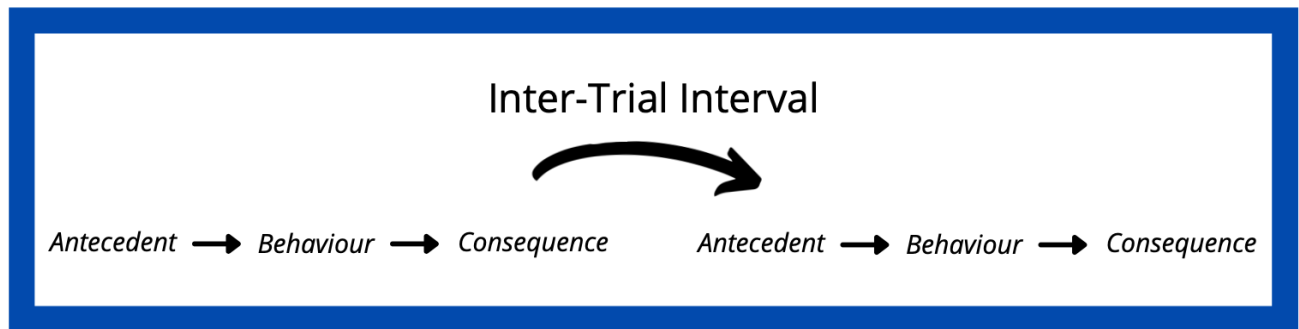 Inter-Trial Interval
Antecedent Behaviour Consequence Antecedent Behaviour Consequence